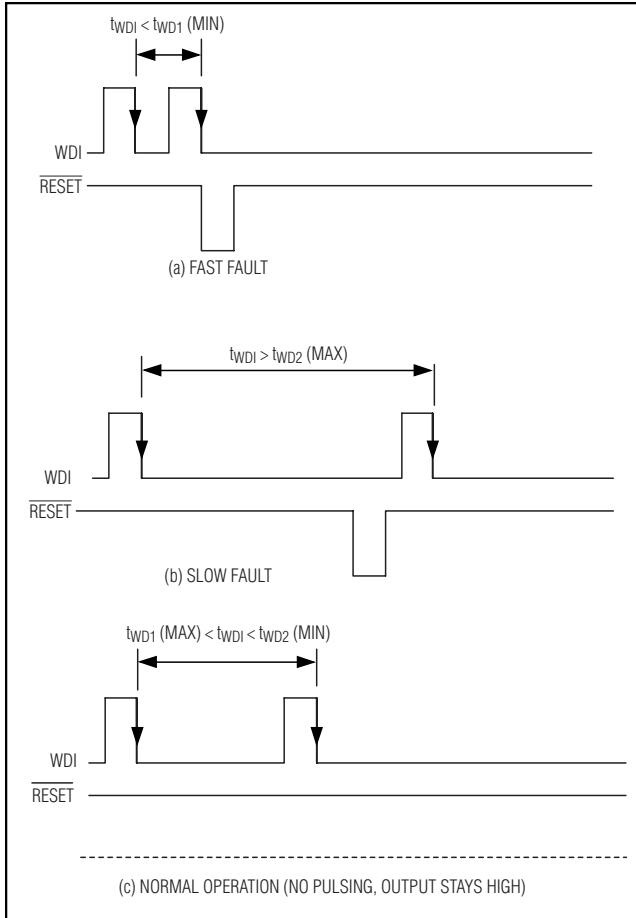 tWDI < tWD1 (MIN)
WDI
RESET
(a) FAST FAULT
tWDI > tWD2 (MAX)
WDI
RESET
(b) SLOW FAULT
tWD1 (MAX) < tWDI < tWD2 (MIN)
WDI
RESET
(c) NORMAL OPERATION (NO PULSING, OUTPUT STAYS HIGH)